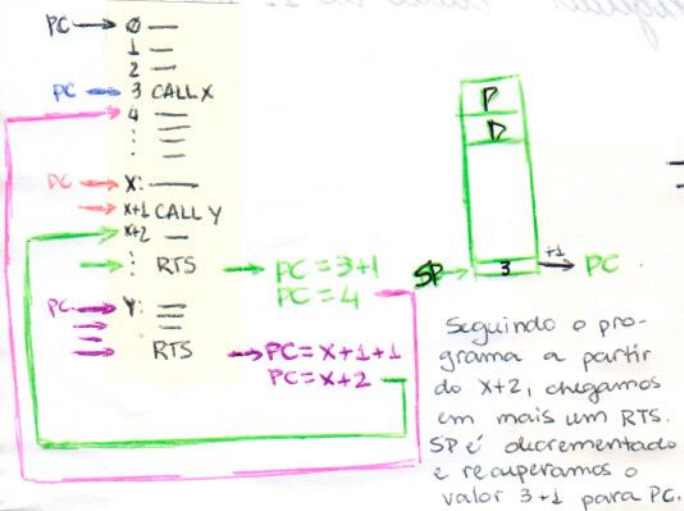 PC → 0 —
1 —
2 —
PC → 3 CALL X
4 —
PC → X: —
→ X+1 CALL Y
X+2 —
→ ⋮ RTS → PC = 3+1
PC = 4
PC → Y: —
→ RTS → PC = X+1+1
PC = X+2
P
D
SP → 3 +1 → PC
Seguindo o pro-
grama a partir
do X+2, chegamos
em mais um RTS.
SP é decrementado
e recuperamos o
valor 3+1 para PC.